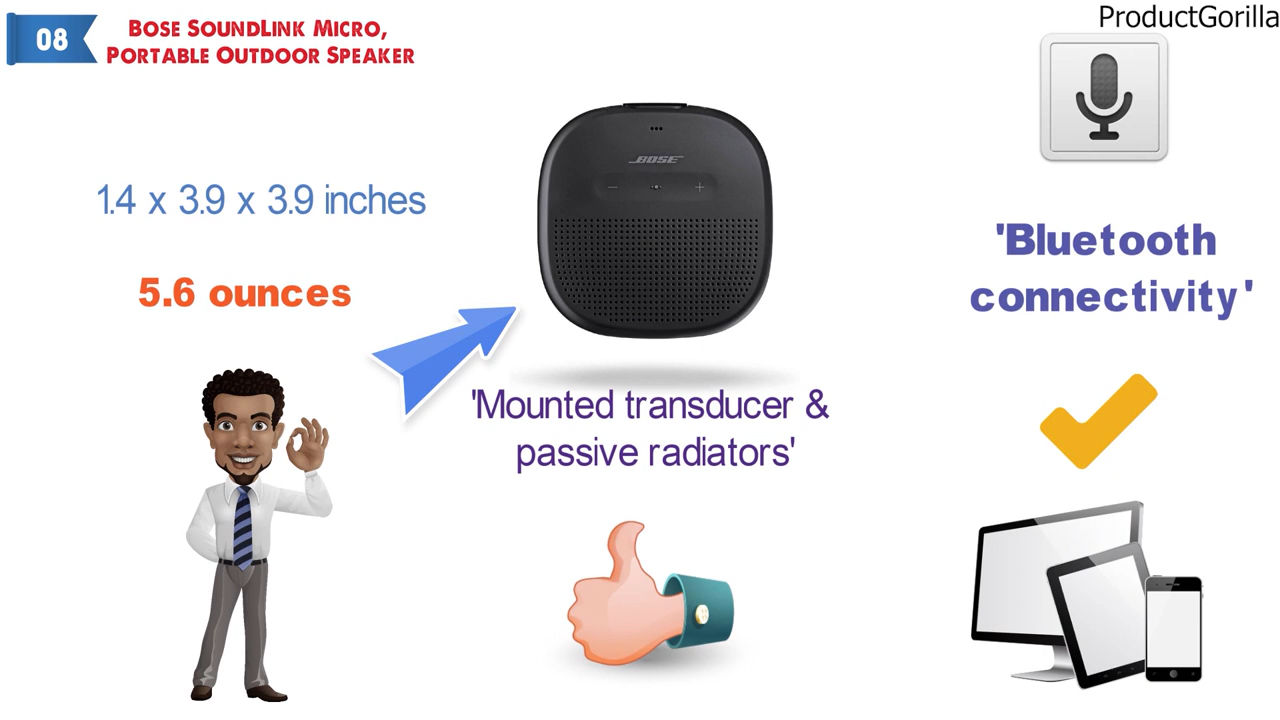 08
BOSE SOUNDLINK MICRO,
PORTABLE OUTDOOR SPEAKER
ProductGorilla
1.4 x 3.9 x 3.9 inches
5.6 ounces
BOSE
'Mounted transducer &
passive radiators'
'Bluetooth
connectivity'